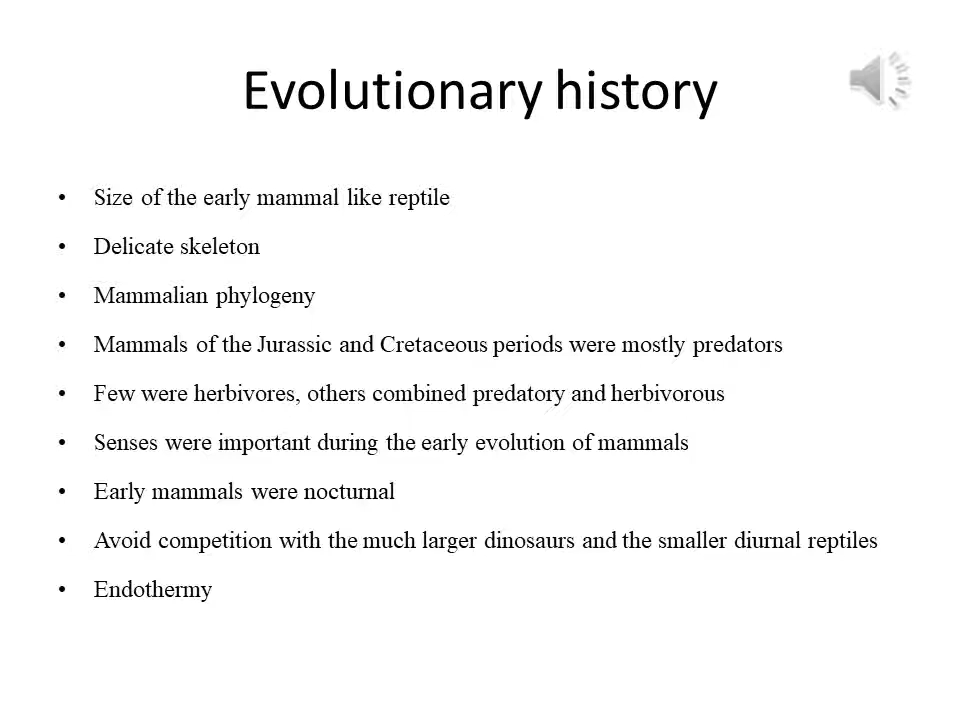 Evolutionary history
• Size of the early mammal like reptile
• Delicate skeleton
• Mammalian phylogeny
• Mammals of the Jurassic and Cretaceous periods were mostly predators
• Few were herbivores, others combined predatory and herbivorous
• Senses were important during the early evolution of mammals
• Early mammals were nocturnal
• Avoid competition with the much larger dinosaurs and the smaller diurnal reptiles
• Endothermy